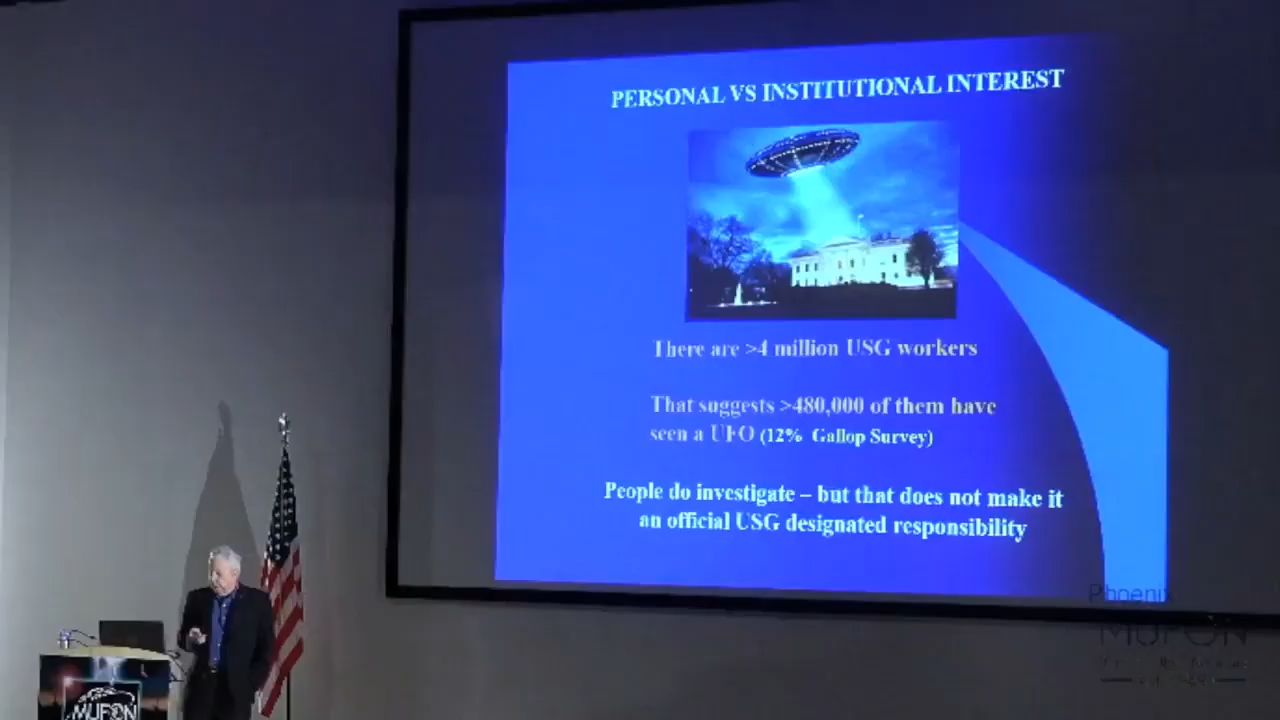 PERSONAL VS INSTITUTIONAL INTEREST
There are >4 million USG workers
That suggests >480,000 of them have
seen a UFO (12% Gallop Survey)
People do investigate – but that does not make it
an official USG designated responsibility
Phoenix
MUFON
MUFON